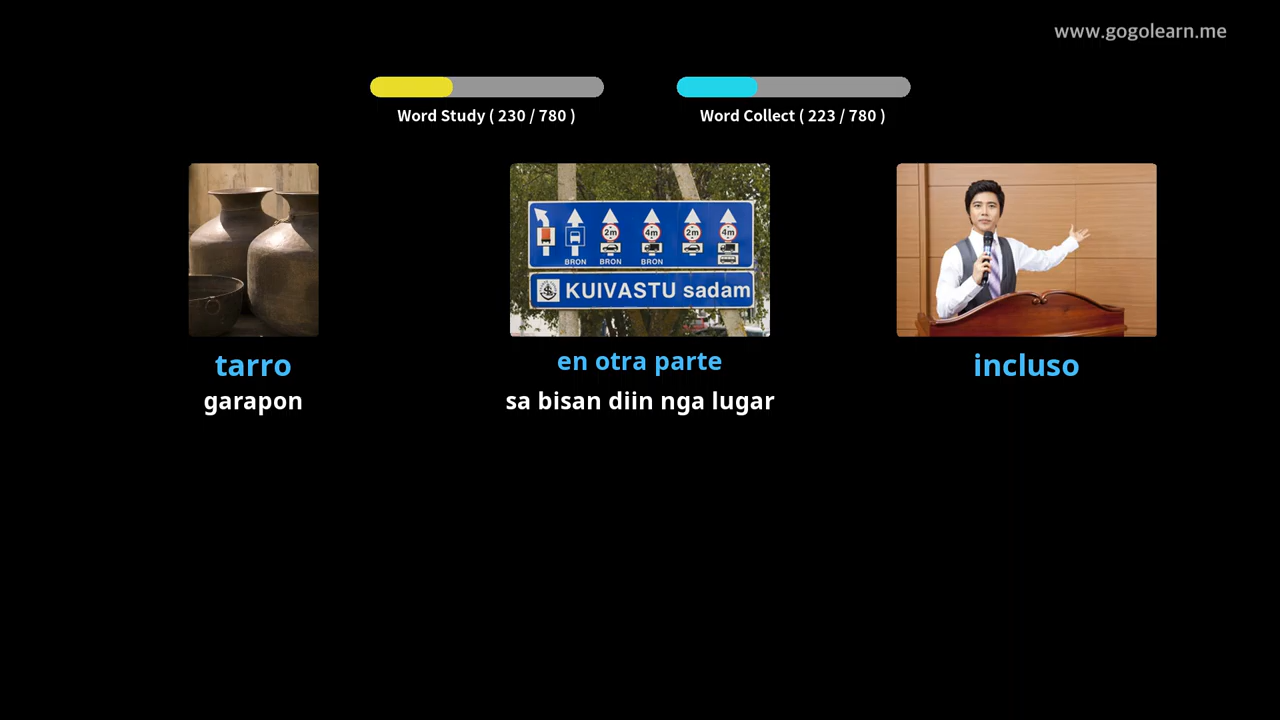 www.gogolearn.me
Word Study ( 230 / 780 )
Word Collect ( 223 / 780 )
BRON
BRON
BRON
2m
4m
2m
4m
KUIVASTU sadam
tarro
garapon
en otra parte
sa bisan diin nga lugar
incluso